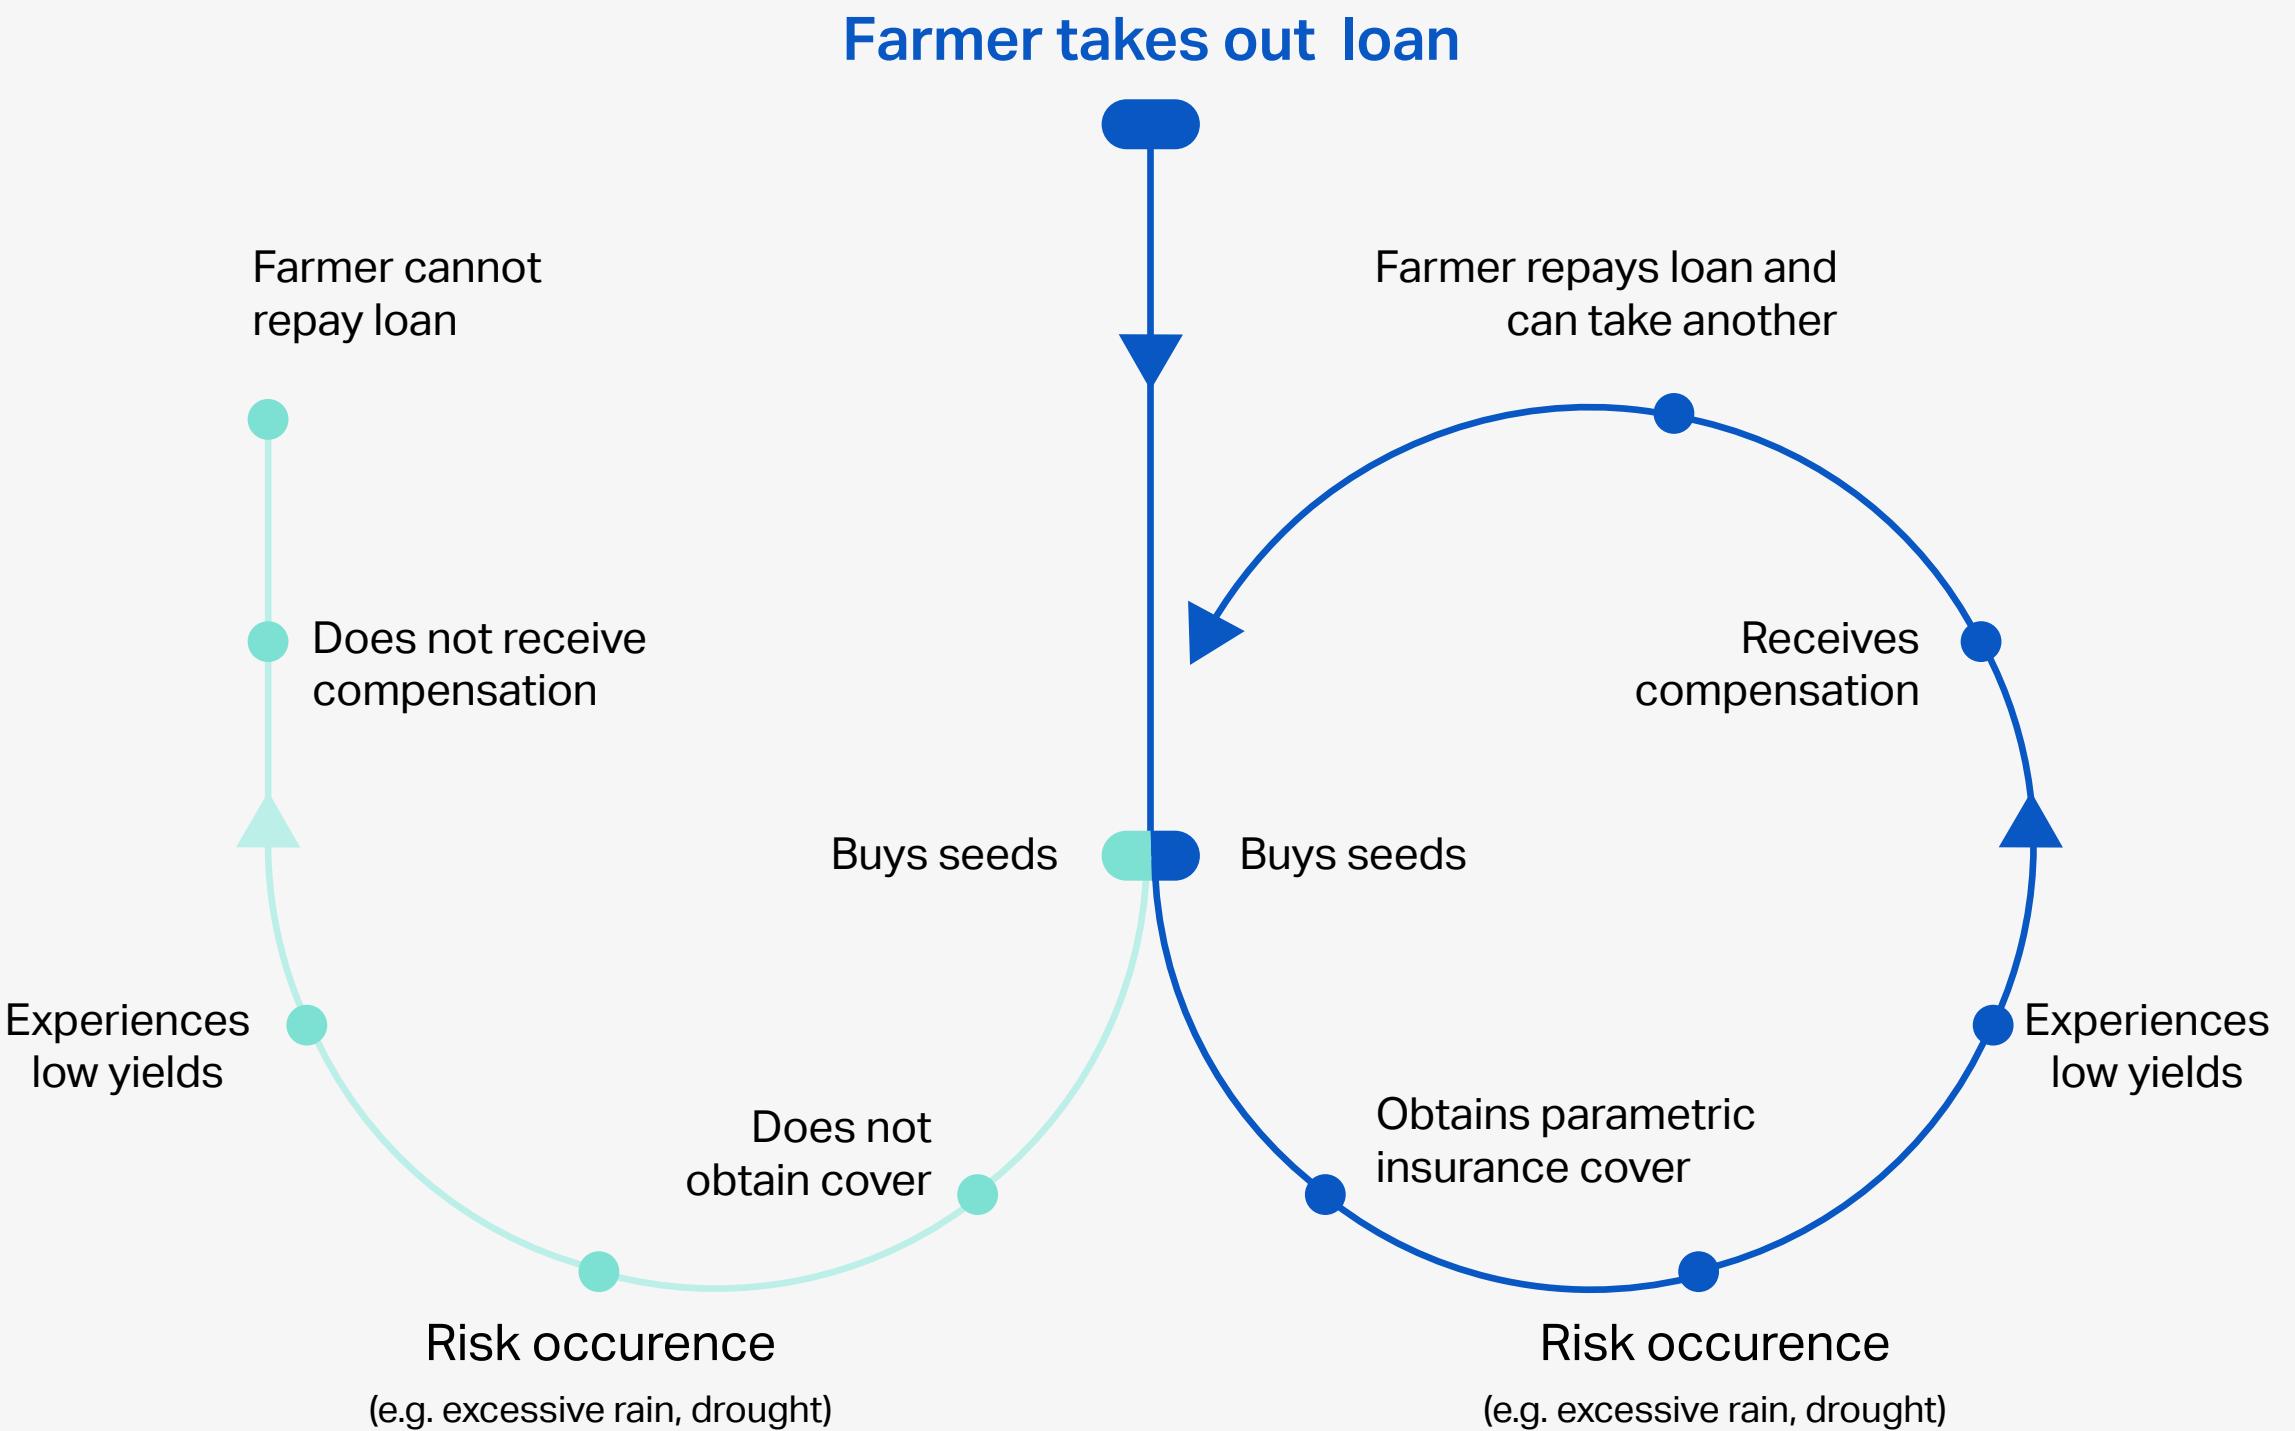 Farmer takes out loan
Farmer cannot
repay loan
Farmer repays loan and
can take another
Does not receive
compensation
Receives
compensation
Buys seeds
Buys seeds
Experiences
low yields
Experiences
low yields
Does not
obtain cover
Obtains parametric
insurance cover
Risk occurence
(e.g. excessive rain, drought)
Risk occurence
(e.g. excessive rain, drought)